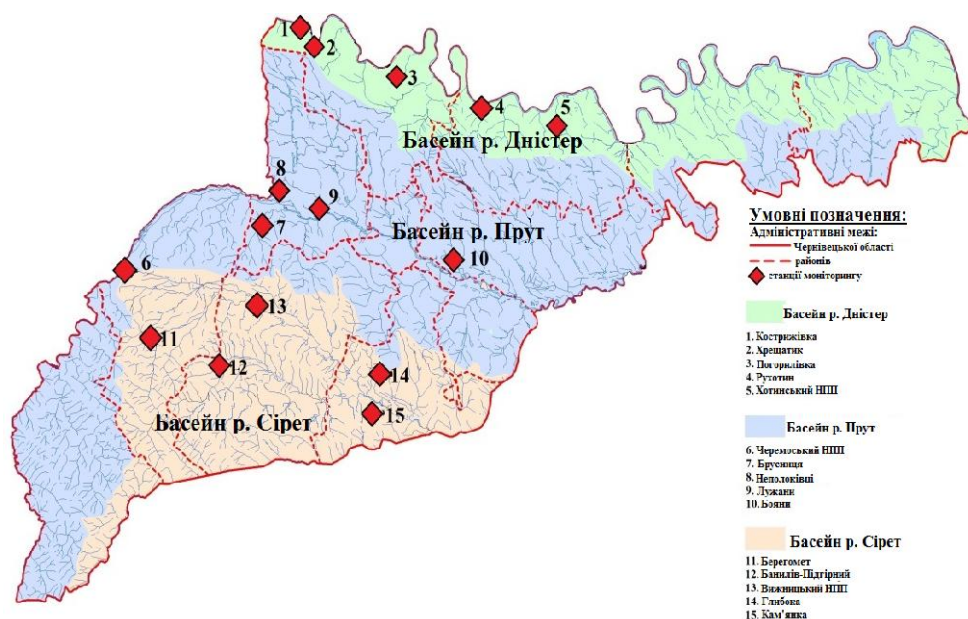 1
2
3
4
5
Басейн р. Дністер
8
9
7
Басейн р. Прут
10
6
13
11
12
14
15
Басейн р. Сірет
Умовні позначення:
Адміністративні межі:
Чернівецької області
районів
станції моніторингу
Басейн р. Дністер
1. Кострижівка
2. Хрещатик
3. Погорилівка
4. Рухотин
5. Хотинський НПП
Басейн р. Прут
6. Черемоський НПП
7. Брусниця
8. Неполоківці
9. Лужани
10. Бояни
Басейн р. Сірет
11. Берегомет
12. Банилів-Підгірний
13. Вижницький НПП
14. Глибока
15. Кам'янка